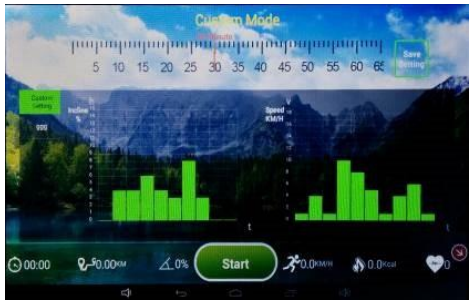 Custom Mode
5 10 15 20 25 30 35 40 45 50 55 60 65
Save
Setting
Custom
Setting
999
Incline
%
Speed
KM/H
t
t
00:00
0.00KM
0%
Start
0.0KM/H
0.0Kcal
0